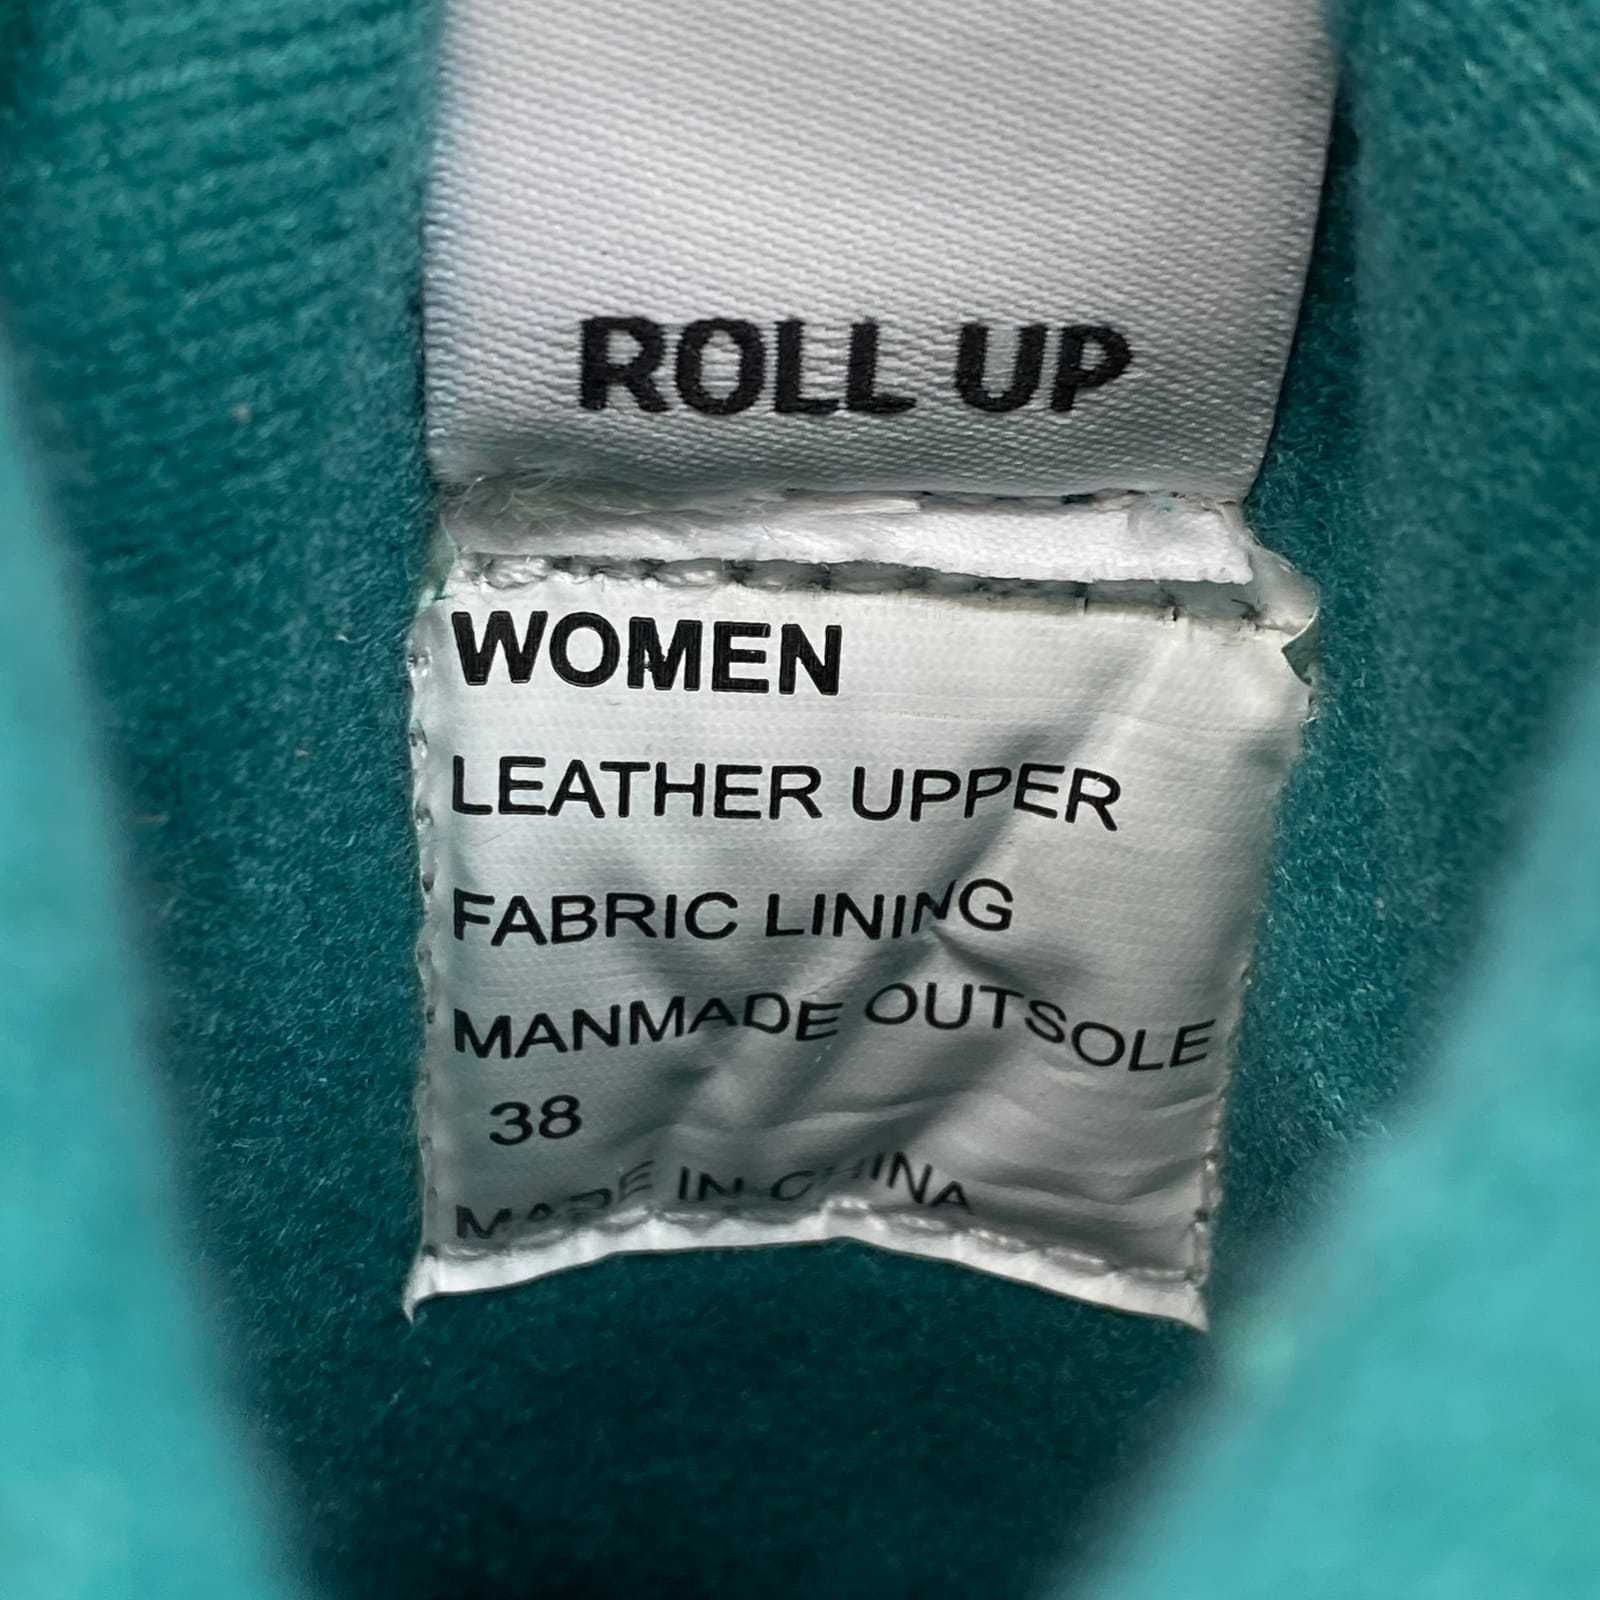 ROLL UP
WOMEN
LEATHER UPPER
FABRIC LINING
MANMADE OUTSOLE
38
MADE IN CHINA